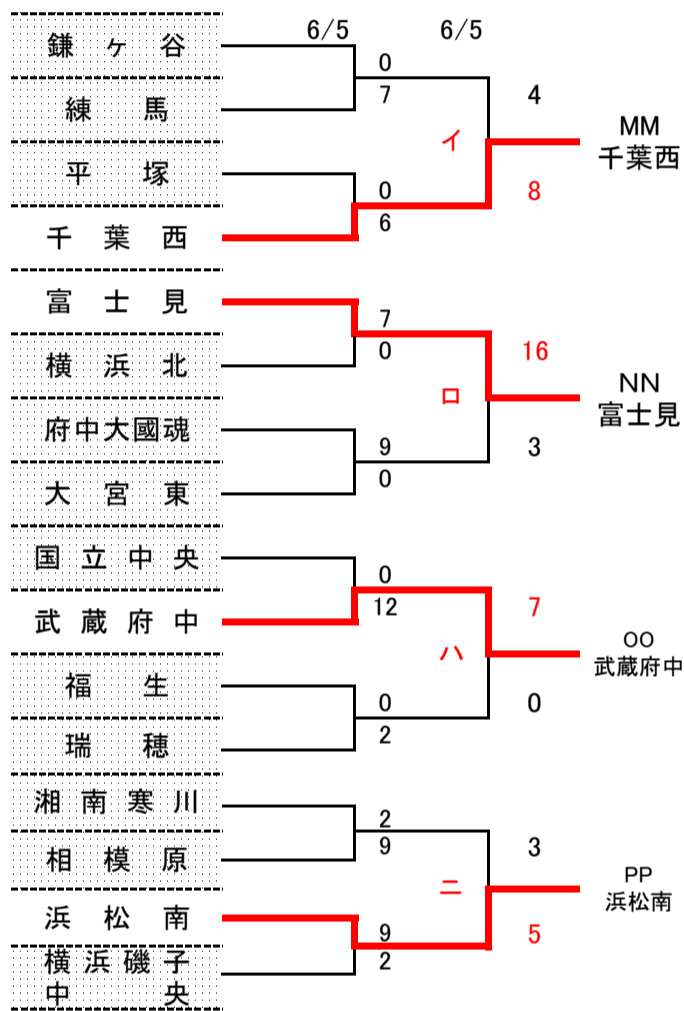 6/5 6/5
鎌ヶ谷
0
練馬
7
4
イ
MM
千葉西
平塚
0
8
6
千葉西
富士見
7
0
16
横浜北
ロ
NN
富士見
府中大國魂
9
3
0
大宮東
国立中央
0
12
7
武蔵府中
ハ
OO
武蔵府中
福生
0
0
2
瑞穂
湘南寒川
2
9
3
相模原
ニ
PP
浜松南
浜松南
9
5
2
横浜磯子
中央